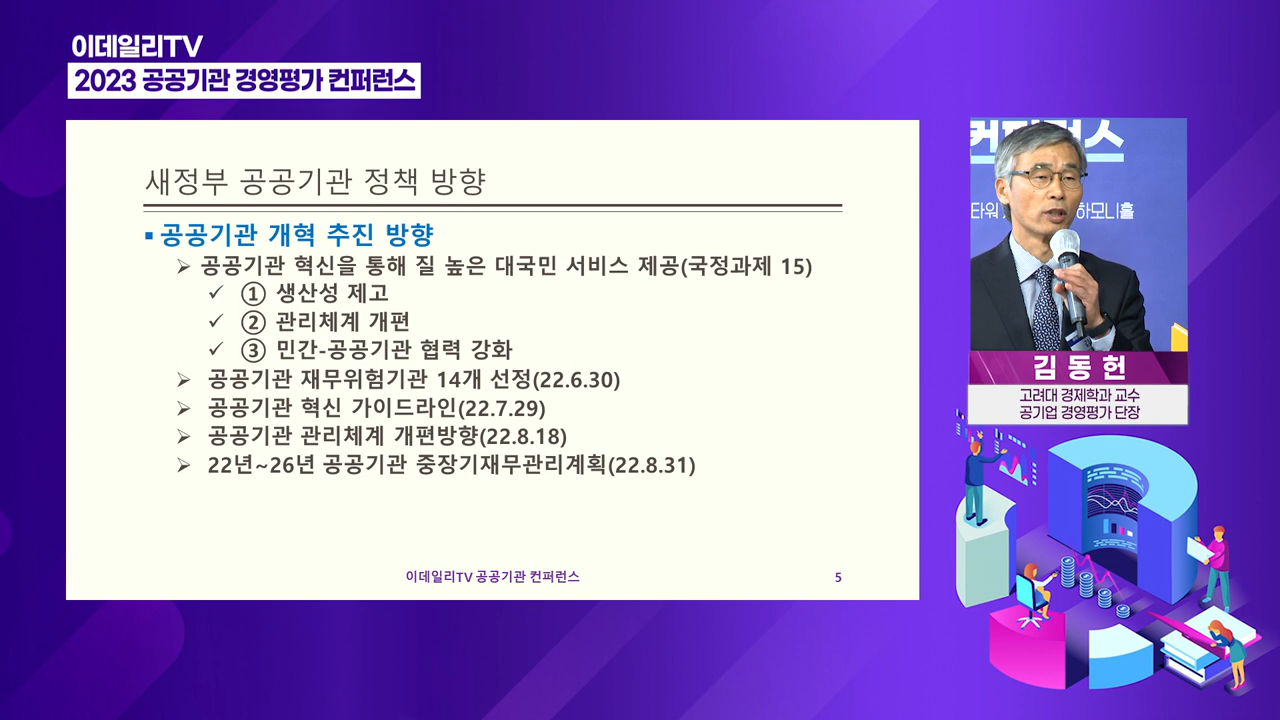 이데일리TV
2023 공공기관 경영평가 컨퍼런스
새정부 공공기관 정책 방향
▪ 공공기관 개혁 추진 방향
➢ 공공기관 혁신을 통해 질 높은 대국민 서비스 제공(국정과제 15)
✓ ① 생산성 제고
✓ ② 관리체계 개편
✓ ③ 민간-공공기관 협력 강화
➢ 공공기관 재무위험기관 14개 선정(22.6.30)
➢ 공공기관 혁신 가이드라인(22.7.29)
➢ 공공기관 관리체계 개편방향(22.8.18)
➢ 22년~26년 공공기관 중장기재무관리계획(22.8.31)
이데일리TV 공공기관 컨퍼런스
5
타워
하모니홀
김동헌
고려대 경제학과 교수
공기업 경영평가 단장